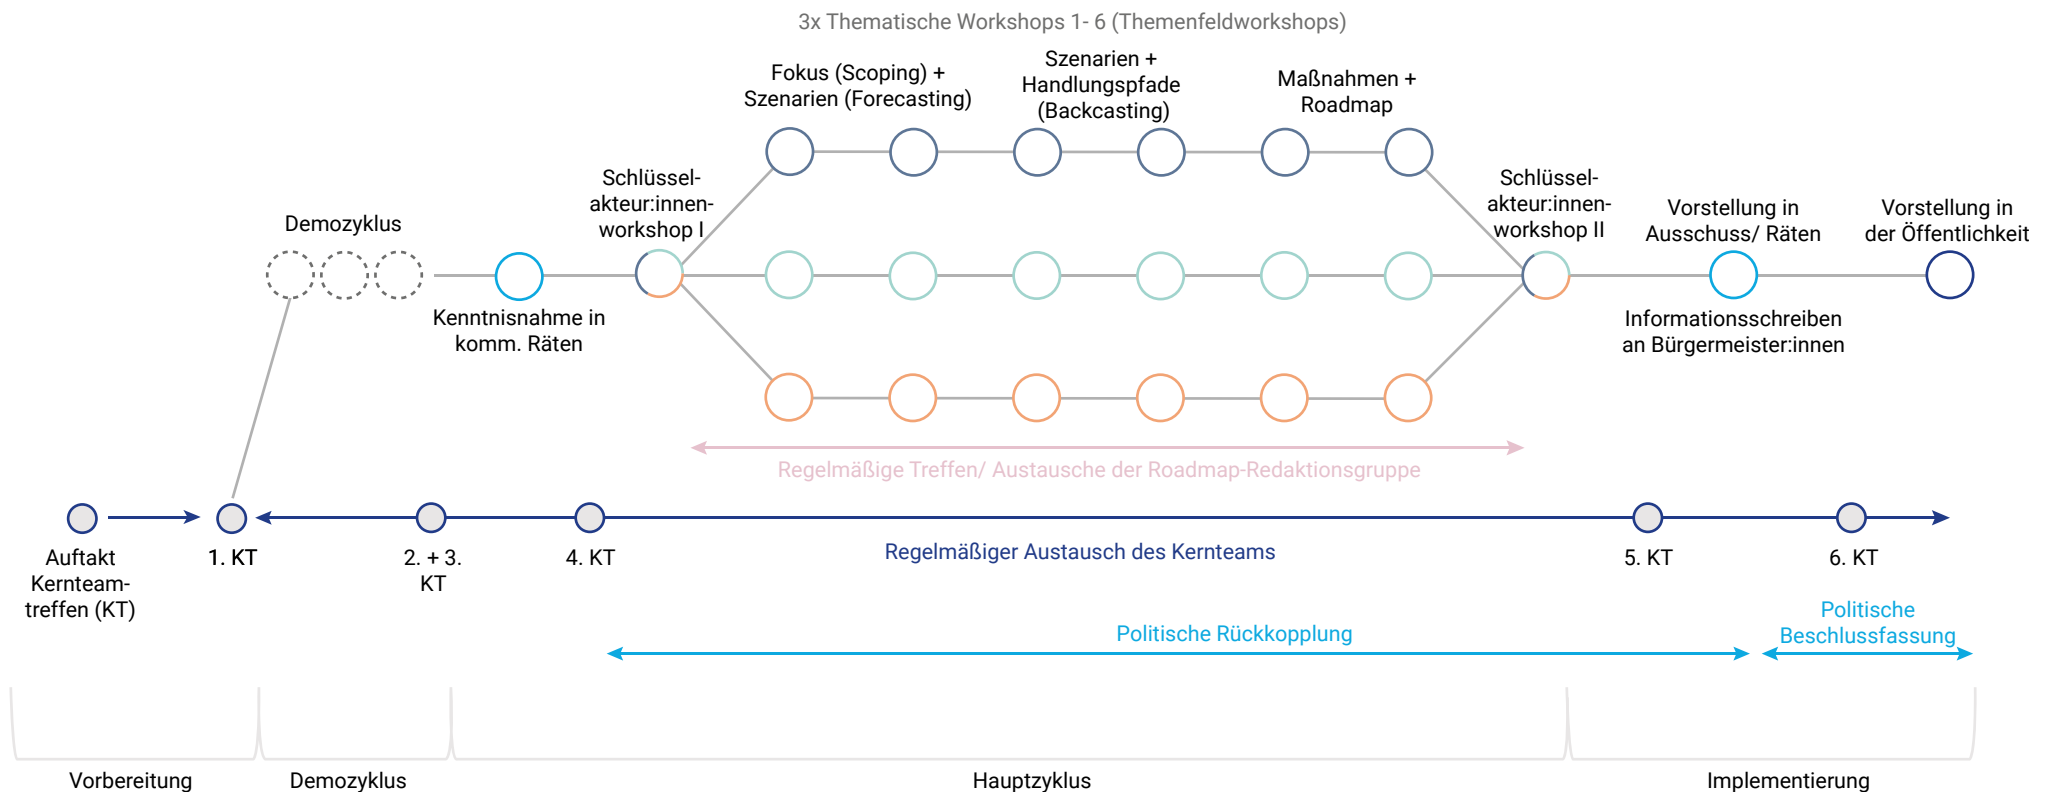 3x Thematische Workshops 1- 6 (Themenfeldworkshops)
Fokus (Scoping) +
Szenarien (Forecasting)
Szenarien +
Handlungspfade
(Backcasting)
Maßnahmen +
Roadmap
Demozyklus
Kenntnisnahme in
komm. Räten
Schlüssel-
akteur:innen-
workshop I
Schlüssel-
akteur:innen-
workshop II
Vorstellung in
Ausschuss/ Räten
Informationsschreiben
an Bürgermeister:innen
Vorstellung in
der Öffentlichkeit
Regelmäßige Treffen/ Austausche der Roadmap-Redaktionsgruppe
Auftakt
Kernteam-
treffen (KT)
1. KT
2. + 3.
KT
4. KT
Regelmäßiger Austausch des Kernteams
5. KT
6. KT
Politische Rückkopplung
Politische
Beschlussfassung
Vorbereitung
Demozyklus
Hauptzyklus
Implementierung